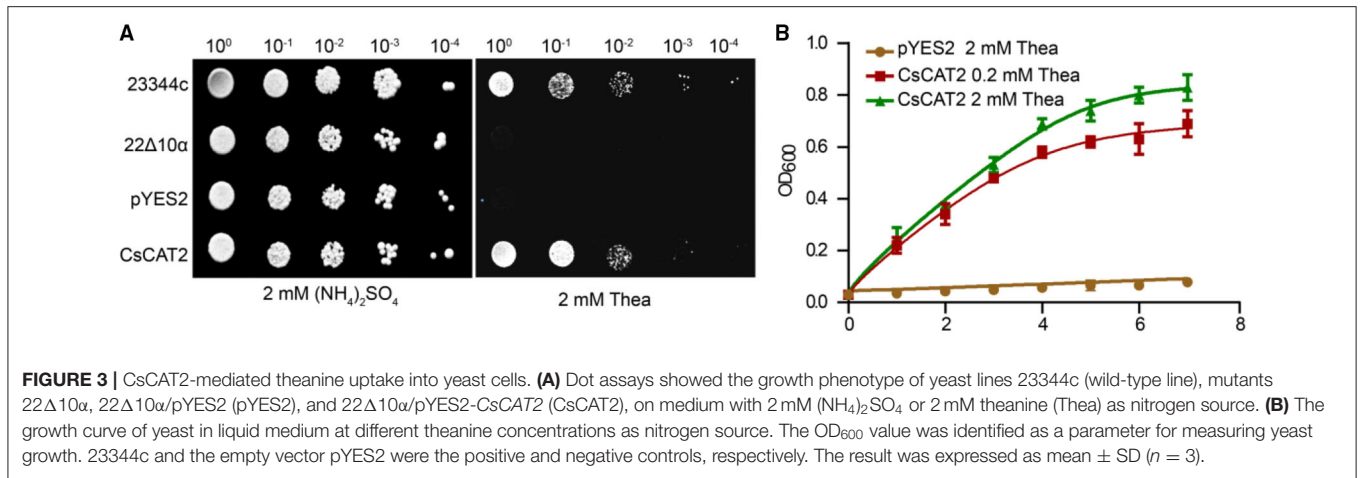 A
10⁰ 10⁻¹ 10⁻² 10⁻³ 10⁻⁴ 10⁰ 10⁻¹ 10⁻² 10⁻³ 10⁻⁴
23344c
22Δ10α
pYES2
CsCAT2
2 mM (NH₄)₂SO₄ 2 mM Thea
B
pYES2 2 mM Thea
CsCAT2 0.2 mM Thea
CsCAT2 2 mM Thea
OD₆₀₀
1.0
0.8
0.6
0.4
0.2
0.0
0 2 4 6 8
FIGURE 3 | CsCAT2-mediated theanine uptake into yeast cells. (A) Dot assays showed the growth phenotype of yeast lines 23344c (wild-type line), mutants
22Δ10α, 22Δ10α/pYES2 (pYES2), and 22Δ10α/pYES2-CsCAT2 (CsCAT2), on medium with 2 mM (NH₄)₂SO₄ or 2 mM theanine (Thea) as nitrogen source. (B) The
growth curve of yeast in liquid medium at different theanine concentrations as nitrogen source. The OD₆₀₀ value was identified as a parameter for measuring yeast
growth. 23344c and the empty vector pYES2 were the positive and negative controls, respectively. The result was expressed as mean ± SD (n = 3).